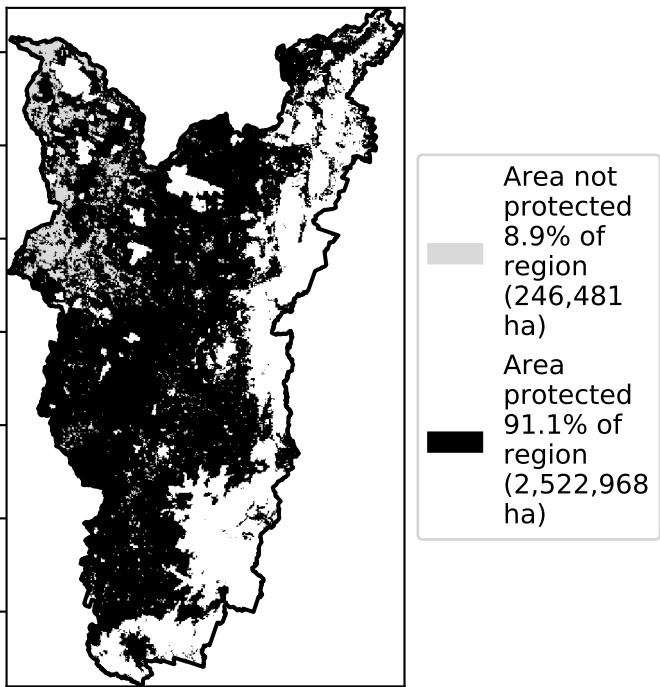 Area not
protected
8.9% of
region
(246,481
ha)
Area
protected
91.1% of
region
(2,522,968
ha)